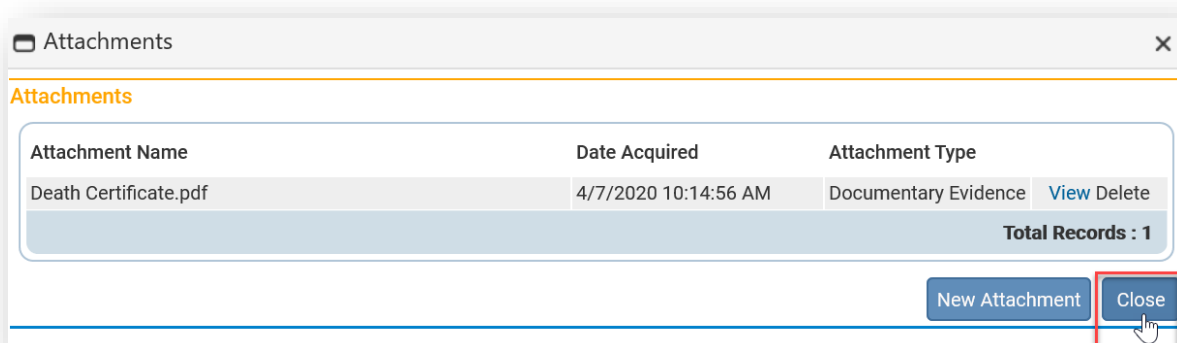 Attachments
Attachments
Attachment Name Date Acquired Attachment Type
Death Certificate.pdf 4/7/2020 10:14:56 AM Documentary Evidence View Delete
Total Records : 1
New Attachment Close